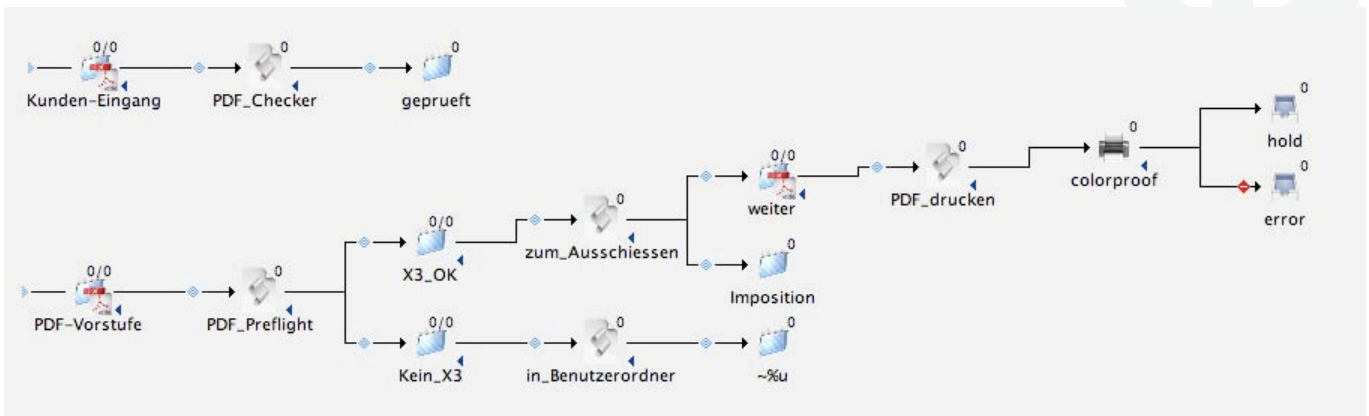 0/0
0
0
Kunden-Eingang
PDF_Checker
geprueft
0/0
0
0
0
0
hold
0
error
colorproof
weiter
PDF_drucken
0/0
0
X3_OK
zum_Ausschiessen
0
Imposition
0/0
0
PDF-Vorstufe
PDF_Preflight
0/0
0
0
Kein_X3
in_Benutzerordner
~%u